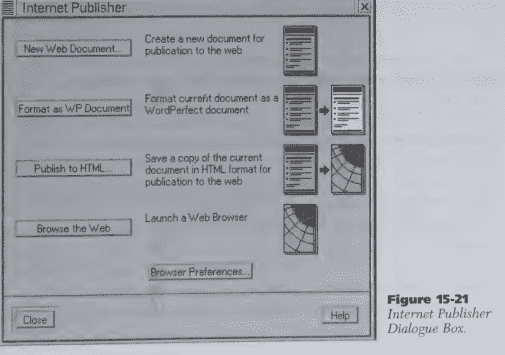 Internet Publisher
New Web Document...
Create a new document for
publication to the web
Format as WP Document
Format current document as a
WordPerfect document
Publish to HTML...
Save a copy of the current
document in HTML format for
publication to the web
Browse the Web
Launch a Web Browser
Browser Preferences...
Close
Help
Figure 15-21
Internet Publisher
Dialogue Box.